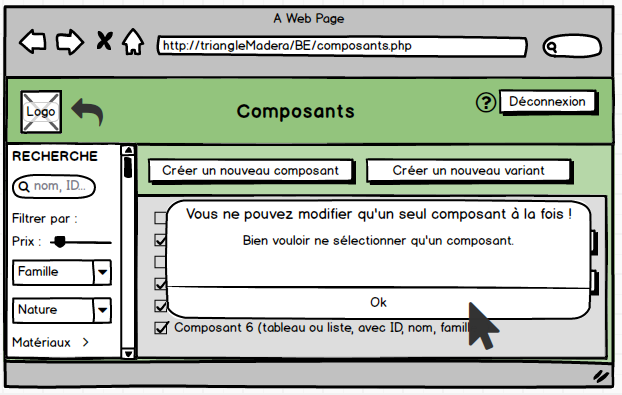 A Web Page
http://triangleMadera/BE/composants.php
Logo
Composants
?
Déconnexion
RECHERCHE
nom, ID...
Filtrer par :
Prix :
Famille
Nature
Matériaux >
Créer un nouveau composant
Créer un nouveau variant
Vous ne pouvez modifier qu'un seul composant à la fois !
Bien vouloir ne sélectionner qu'un composant.
Ok
Composant 6 (tableau ou liste, avec ID, nom,